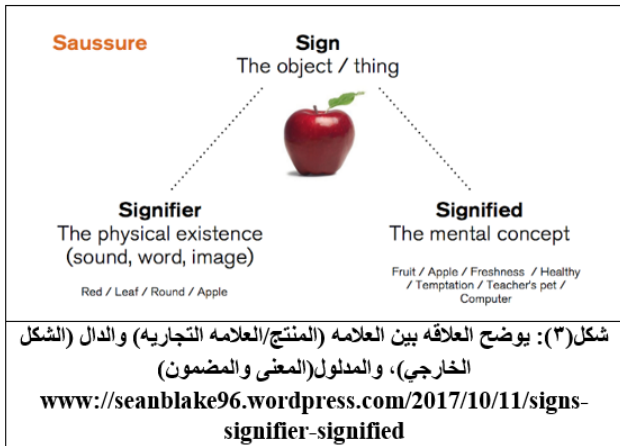 Saussure
Sign
The object / thing
Signifier
The physical existence
(sound, word, image)
Red / Leaf / Round / Apple
Signified
The mental concept
Fruit / Apple / Freshness / Healthy
/ Temptation / Teacher's pet /
Computer
شكل(٣): يوضح العلاقه بين العلامه (المنتج/العلامه التجاريه) والدال (الشكل
الخارجي)، والمدلول(المعنى والمضمون)
www://seanblake96.wordpress.com/2017/10/11/signs-
signifier-signified